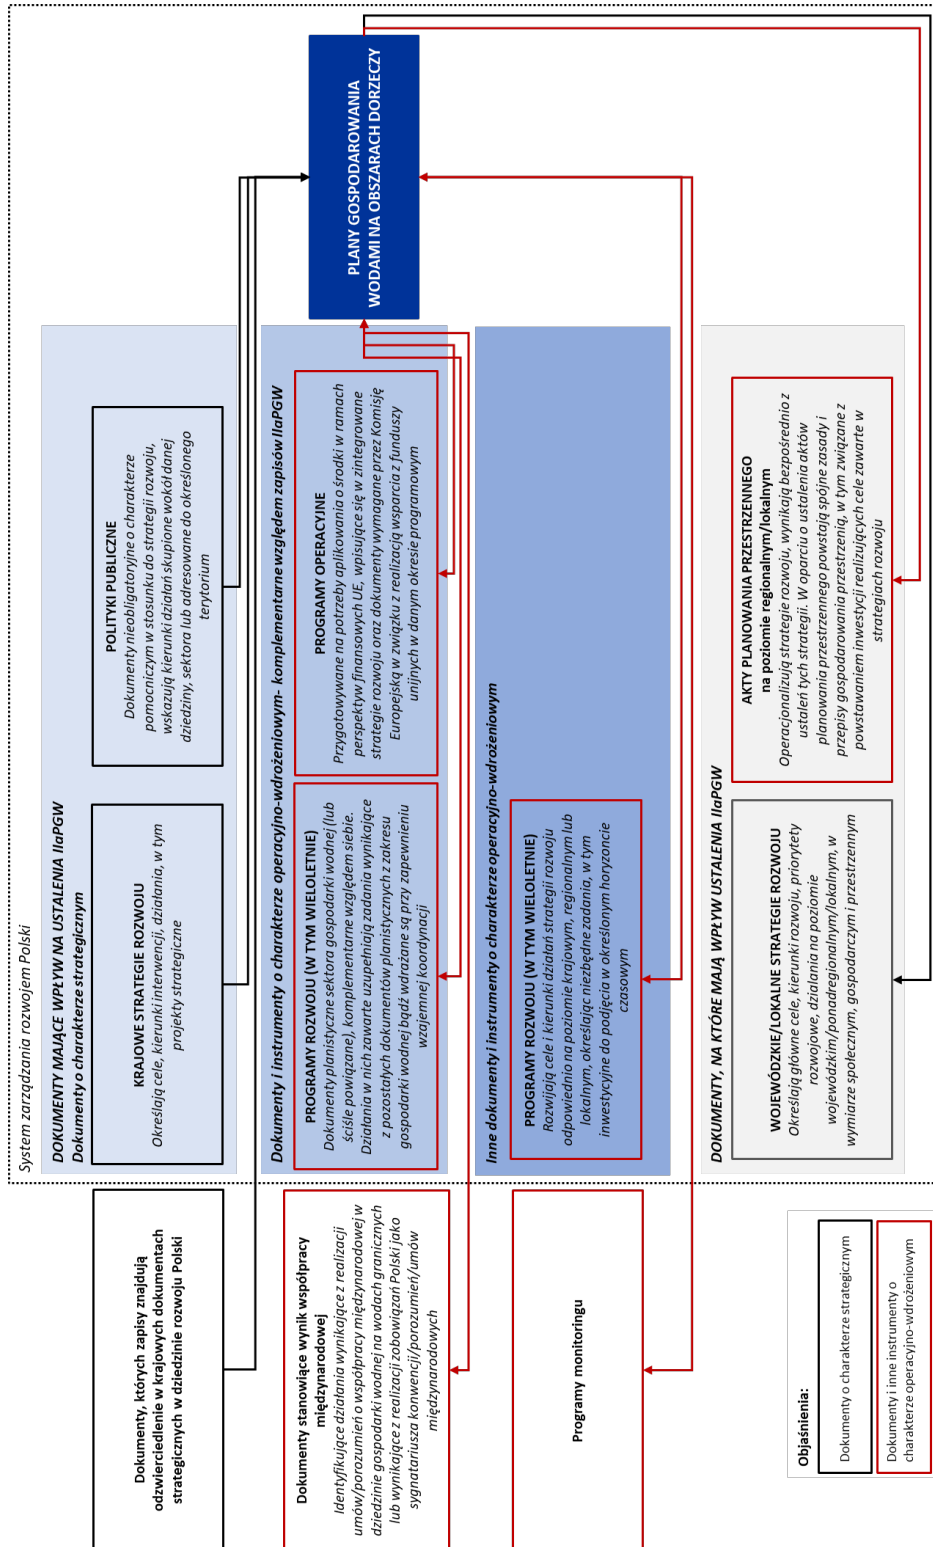 System zarządzania rozwojem Polski
DOKUMENTY MAJĄCE WPŁYW NA USTALENIA IIaPGW
Dokumenty o charakterze strategicznym
Dokumenty, których zapisy znajdują
odzwierciedlenie w krajowych dokumentach
strategicznych w dziedzinie rozwoju Polski
KRAJOWE STRATEGIE ROZWOJU
Określają cele, kierunki interwencji, działania, w tym
projekty strategiczne
POLITYKI PUBLICZNE
Dokumenty nieobligatoryjne o charakterze
pomocniczym w stosunku do strategii rozwoju,
wskazują kierunki działań skupione wokół danej
dziedziny, sektora lub adresowane do określonego
terytorium
Dokumenty i instrumenty o charakterze operacyjno-wdrożeniowym- komplementarne względem zapisów IIaPGW
Dokumenty stanowiące wynik współpracy
międzynarodowej
Identyfikujące działania wynikające z realizacji
umów/porozumień o współpracy międzynarodowej w
dziedzinie gospodarki wodnej na wodach granicznych
lub wynikające z realizacji zobowiązań Polski jako
sygnatariusza konwencji/porozumień/umów
międzynarodowych
PROGRAMY ROZWOJU (W TYM WIELOLETNIE)
Dokumenty planistyczne sektora gospodarki wodnej (lub
ściśle powiązane), komplementarne względem siebie.
Działania w nich zawarte uzupełniają zadania wynikające
z pozostałych dokumentów planistycznych z zakresu
gospodarki wodnej bądź wdrażane są przy zapewnieniu
wzajemnej koordynacji
PROGRAMY OPERACYJNE
Przygotowywane na potrzeby aplikowania o środki w ramach
perspektyw finansowych UE, wpisujące się w zintegrowane
strategie rozwoju oraz dokumenty wymagane przez Komisję
Europejską w związku z realizacją wsparcia z funduszy
unijnych w danym okresie programowym
PLANY GOSPODAROWANIA
WODAMI NA OBSZARACH DORZECZY
Inne dokumenty i instrumenty o charakterze operacyjno-wdrożeniowym
Programy monitoringu
PROGRAMY ROZWOJU (W TYM WIELOLETNIE)
Rozwijają cele i kierunki działań strategii rozwoju
odpowiednio na poziomie krajowym, regionalnym lub
lokalnym, określając niezbędne zadania, w tym
inwestycyjne do podjęcia w określonym horyzoncie
czasowym
DOKUMENTY, NA KTÓRE MAJĄ WPŁYW USTALENIA IIaPGW
WOJEWÓDZKIE/LOKALNE STRATEGIE ROZWOJU
Określają główne cele, kierunki rozwoju, priorytety
rozwojowe, działania na poziomie
wojewódzkim/ponadregionalnym/lokalnym, w
wymiarze społecznym, gospodarczym i przestrzennym
AKTY PLANOWANIA PRZESTRZENNEGO
na poziomie regionalnym/lokalnym
Operacjonalizują strategie rozwoju, wynikają bezpośrednio z
ustaleń tych strategii. W oparciu o ustalenia aktów
planowania przestrzennego powstają spójne zasady i
przepisy gospodarowania przestrzenią, w tym związane z
powstawaniem inwestycji realizujących cele zawarte w
strategiach rozwoju
Objaśnienia:
Dokumenty o charakterze strategicznym
Dokumenty i inne instrumenty o
charakterze operacyjno-wdrożeniowym